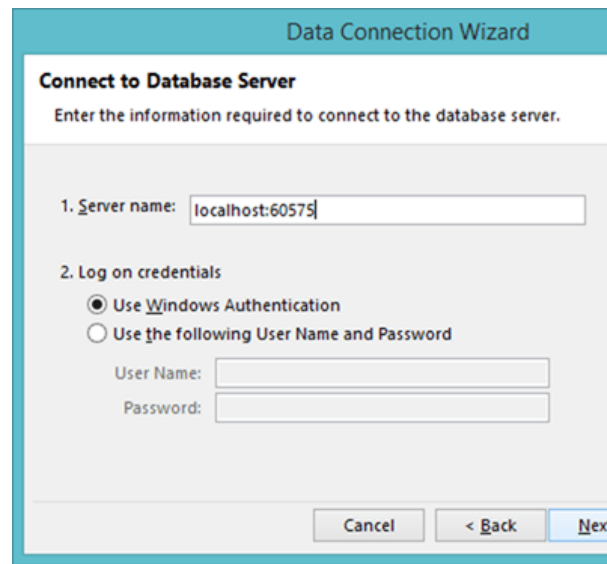 Data Connection Wizard
Connect to Database Server
Enter the information required to connect to the database server.
1. Server name: localhost:60575
2. Log on credentials
Use Windows Authentication
Use the following User Name and Password
User Name:
Password:
Cancel < Back Nex